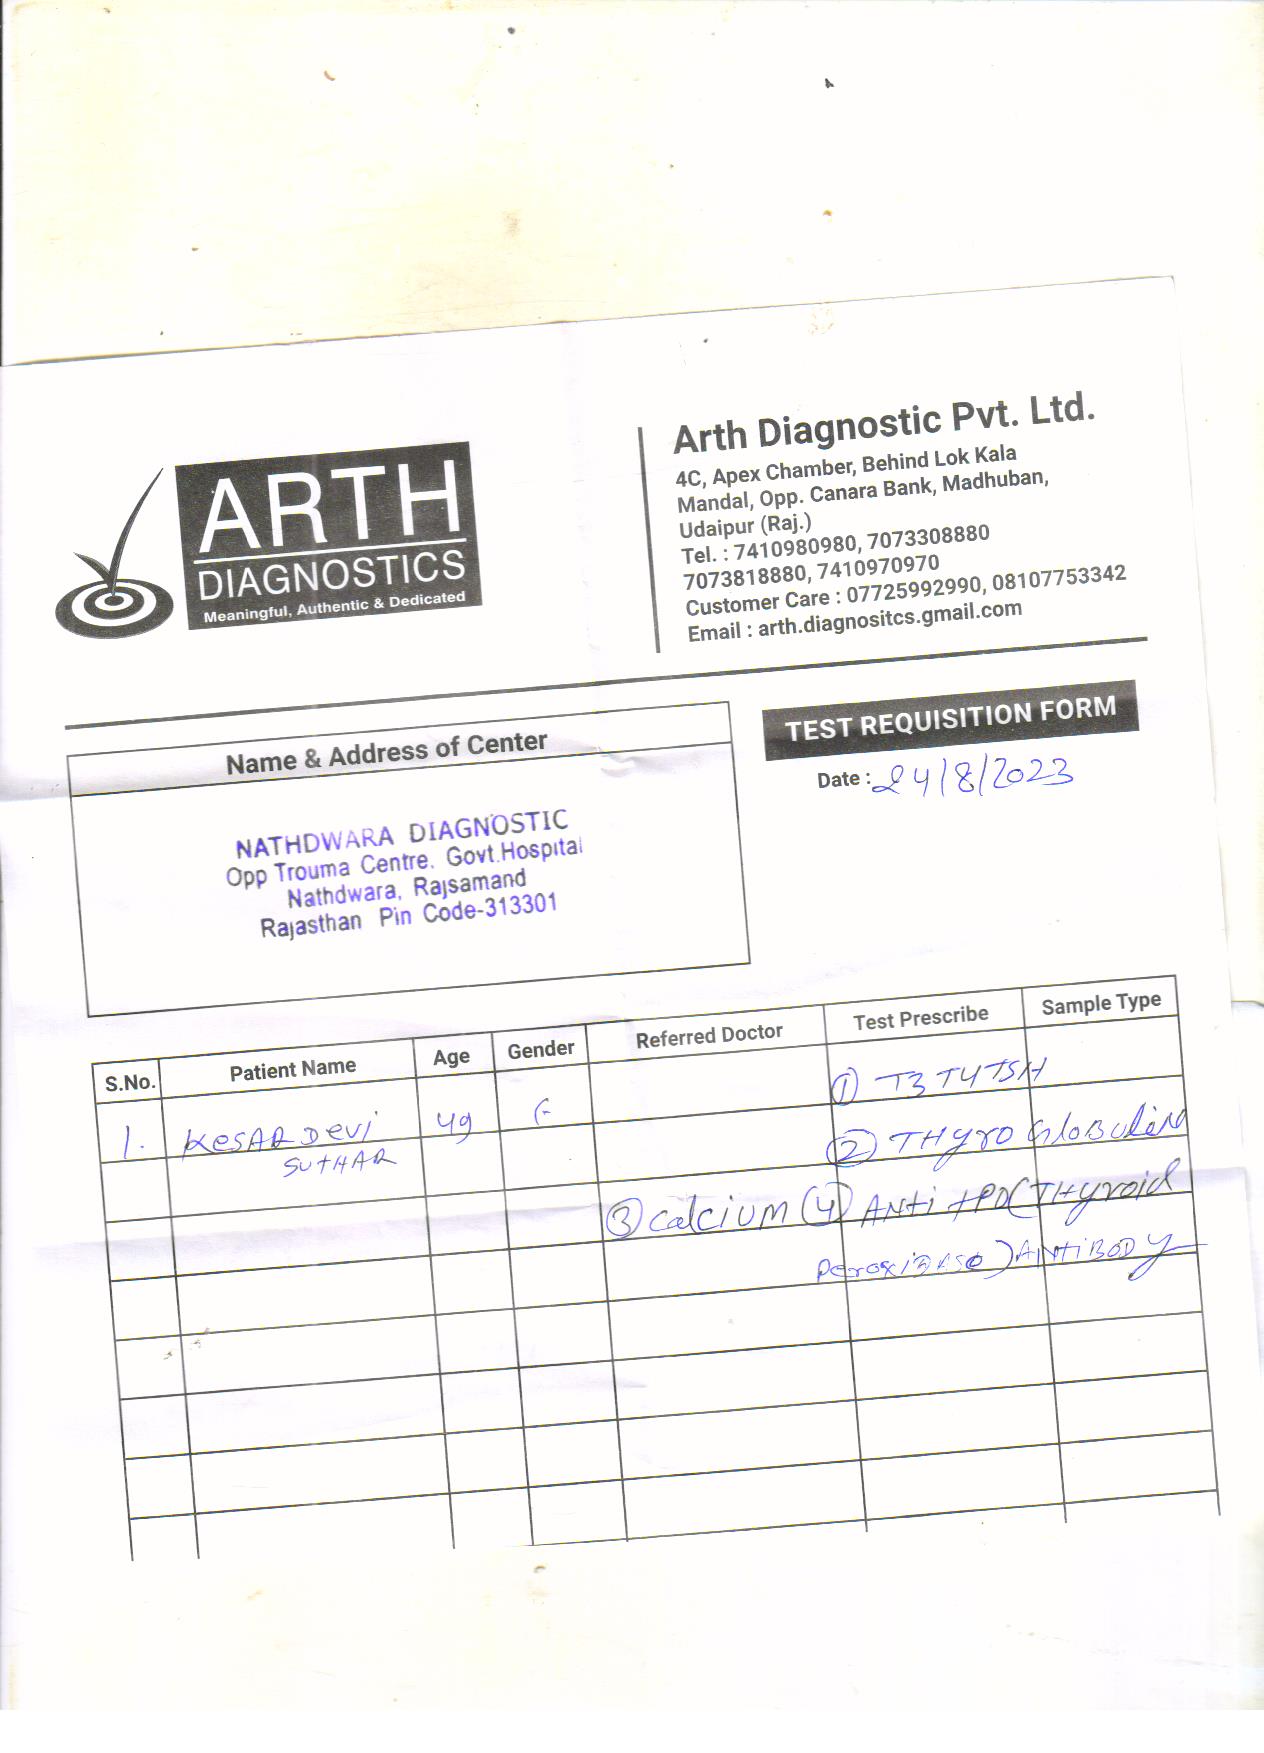 ARTH
DIAGNOSTICS
Meaningful, Authentic & Dedicated
Arth Diagnostic Pvt. Ltd.
4C, Apex Chamber, Behind Lok Kala
Mandal, Opp. Canara Bank, Madhuban,
Udaipur (Raj.)
Tel. : 7410980980, 7073308880
7073818880, 7410970970
Customer Care : 07725992990, 08107753342
Email : arth.diagnositcs.gmail.com
Name & Address of Center
NATHDWARA DIAGNOSTIC
Opp Trouma Centre. Govt.Hospital
Nathdwara, Rajsamand
Rajasthan Pin Code-313301
TEST REQUISITION FORM
Date : 24/8/2023
S.No. Patient Name Age Gender Referred Doctor Test Prescribe Sample Type
① T3 T4 TSH
1. KESAR DEVI 49 F
SUTHAR
② THYRO GLOBULIN
③ Calcium ④ ANTi TPO (THyroid
PeroxiDASe) ANTiBODY